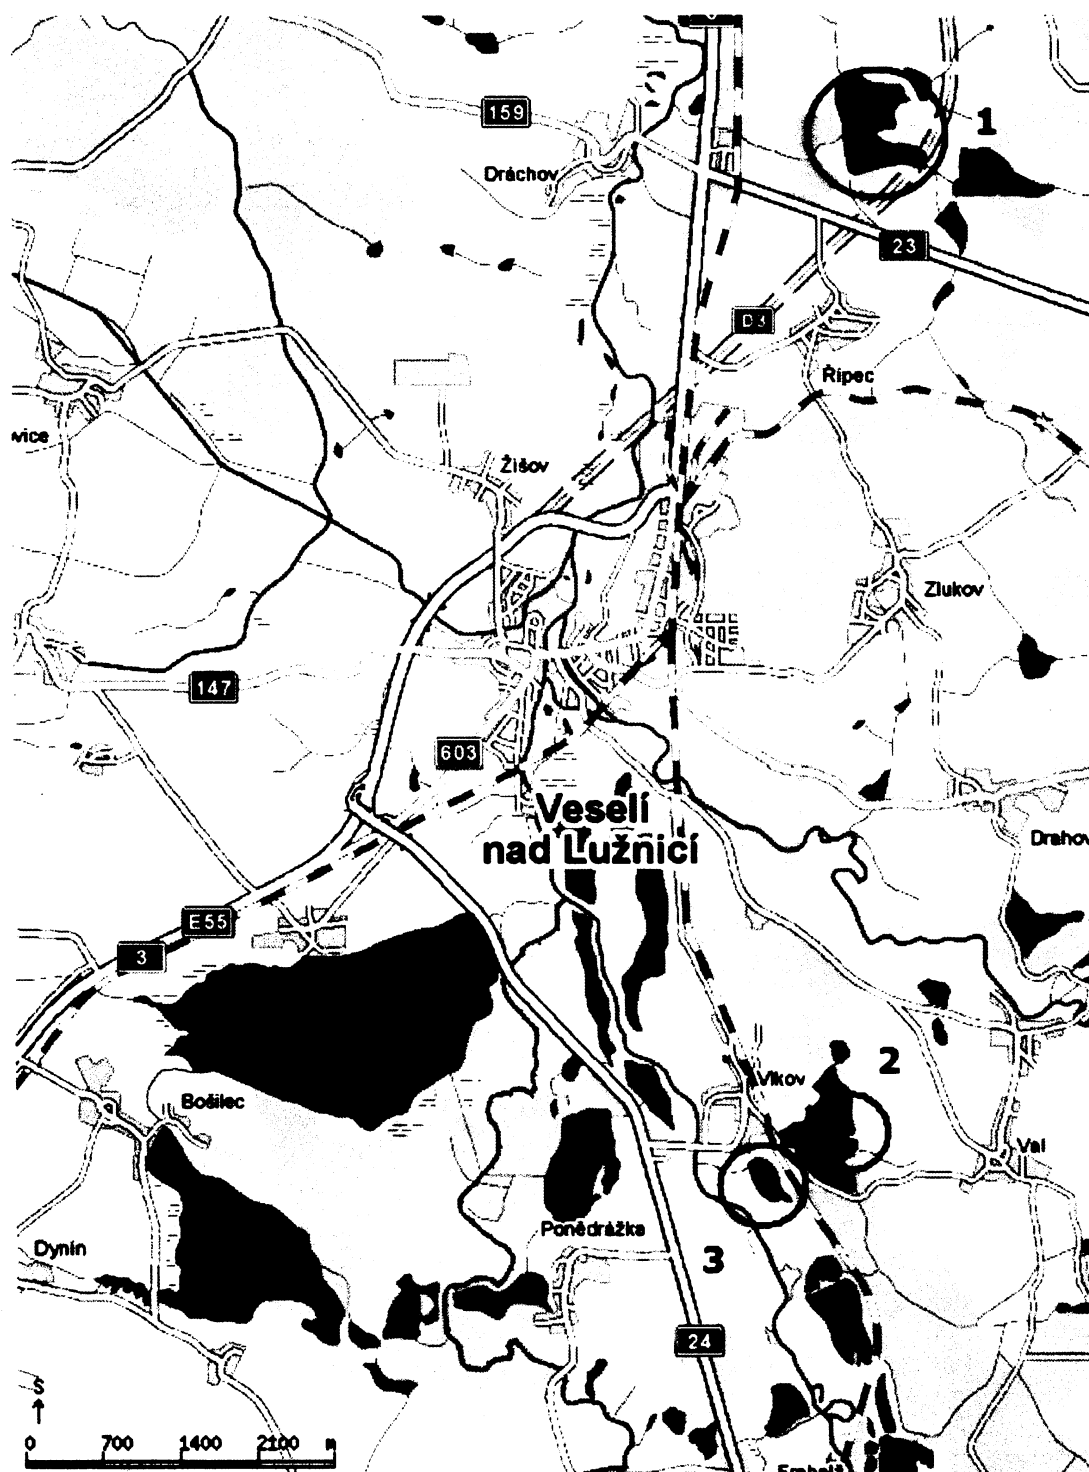 159
1
Dráchov
23
D3
Řípec
vice
Žíšov
Zlukov
147
603
Veselí
nad Lužnicí
Drahov
E55
3
2
Vlkov
Bošilec
Val
Ponědrážka
Dynín
3
24
S
0 700 1400 2100 m